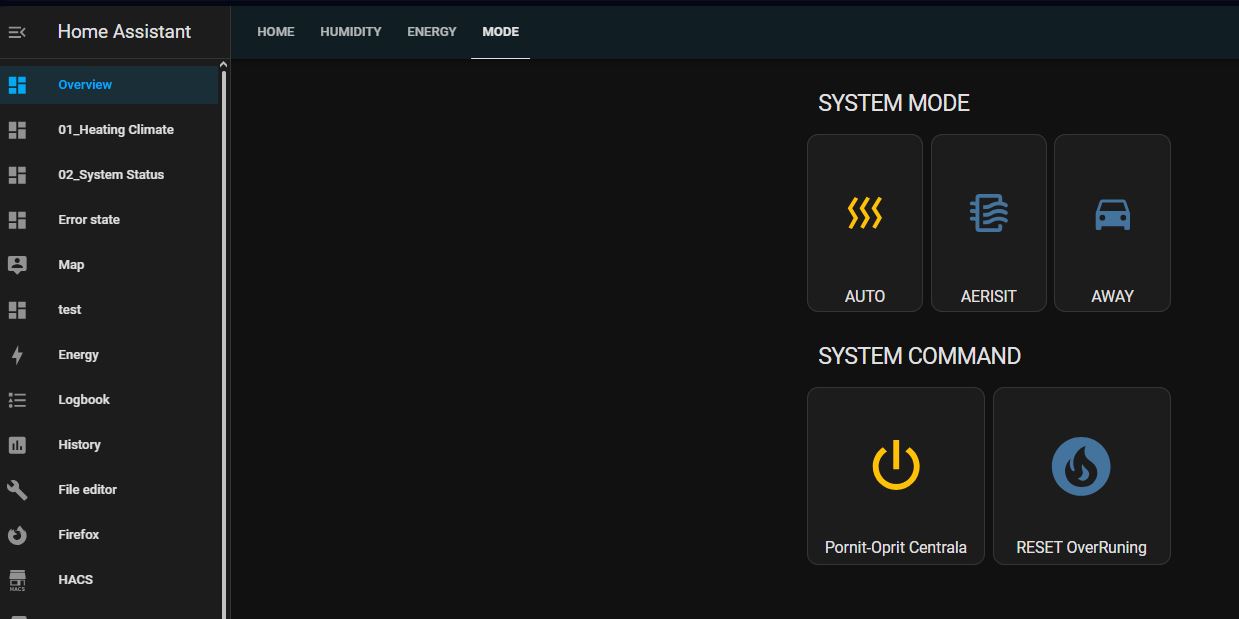 Home Assistant
HOME HUMIDITY ENERGY MODE
Overview
01_Heating Climate
02_System Status
Error state
Map
test
Energy
Logbook
History
File editor
Firefox
HACS
HACS
SYSTEM MODE
AUTO AERISIT AWAY
SYSTEM COMMAND
Pornit-Oprit Centrala RESET OverRuning